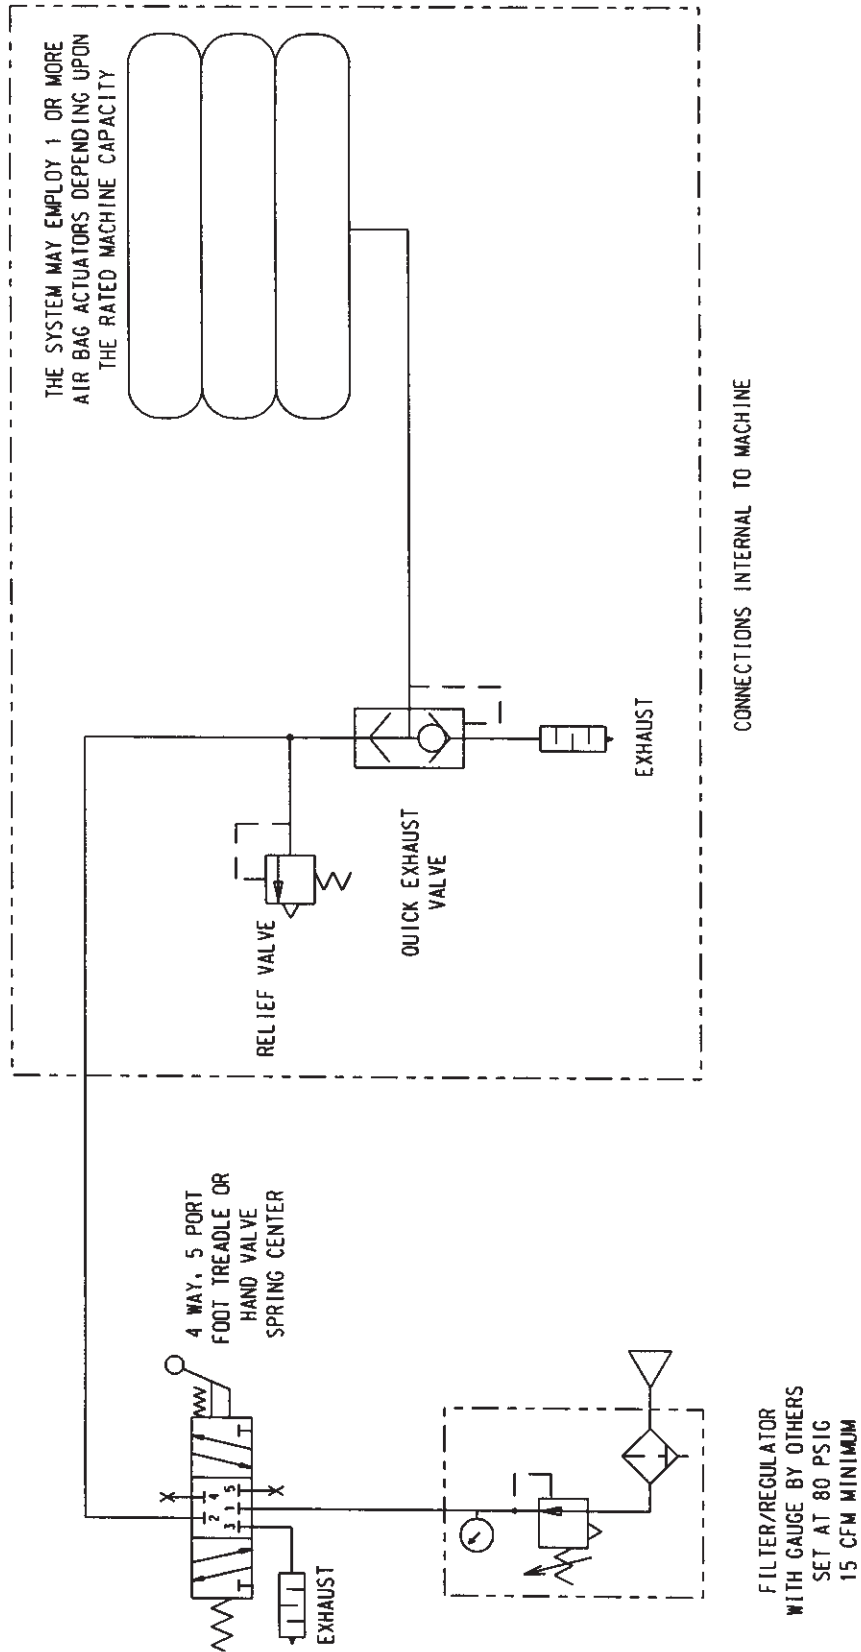 THE SYSTEM MAY EMPLOY 1 OR MORE
AIR BAG ACTUATORS DEPENDING UPON
THE RATED MACHINE CAPACITY
4 WAY, 5 PORT
FOOT TREADLE OR
HAND VALVE
SPRING CENTER
RELIEF VALVE
QUICK EXHAUST
VALVE
EXHAUST
2 4
3 1 5
EXHAUST
CONNECTIONS INTERNAL TO MACHINE
FILTER/REGULATOR
WITH GAUGE BY OTHERS
SET AT 80 PSIG
15 CFM MINIMUM